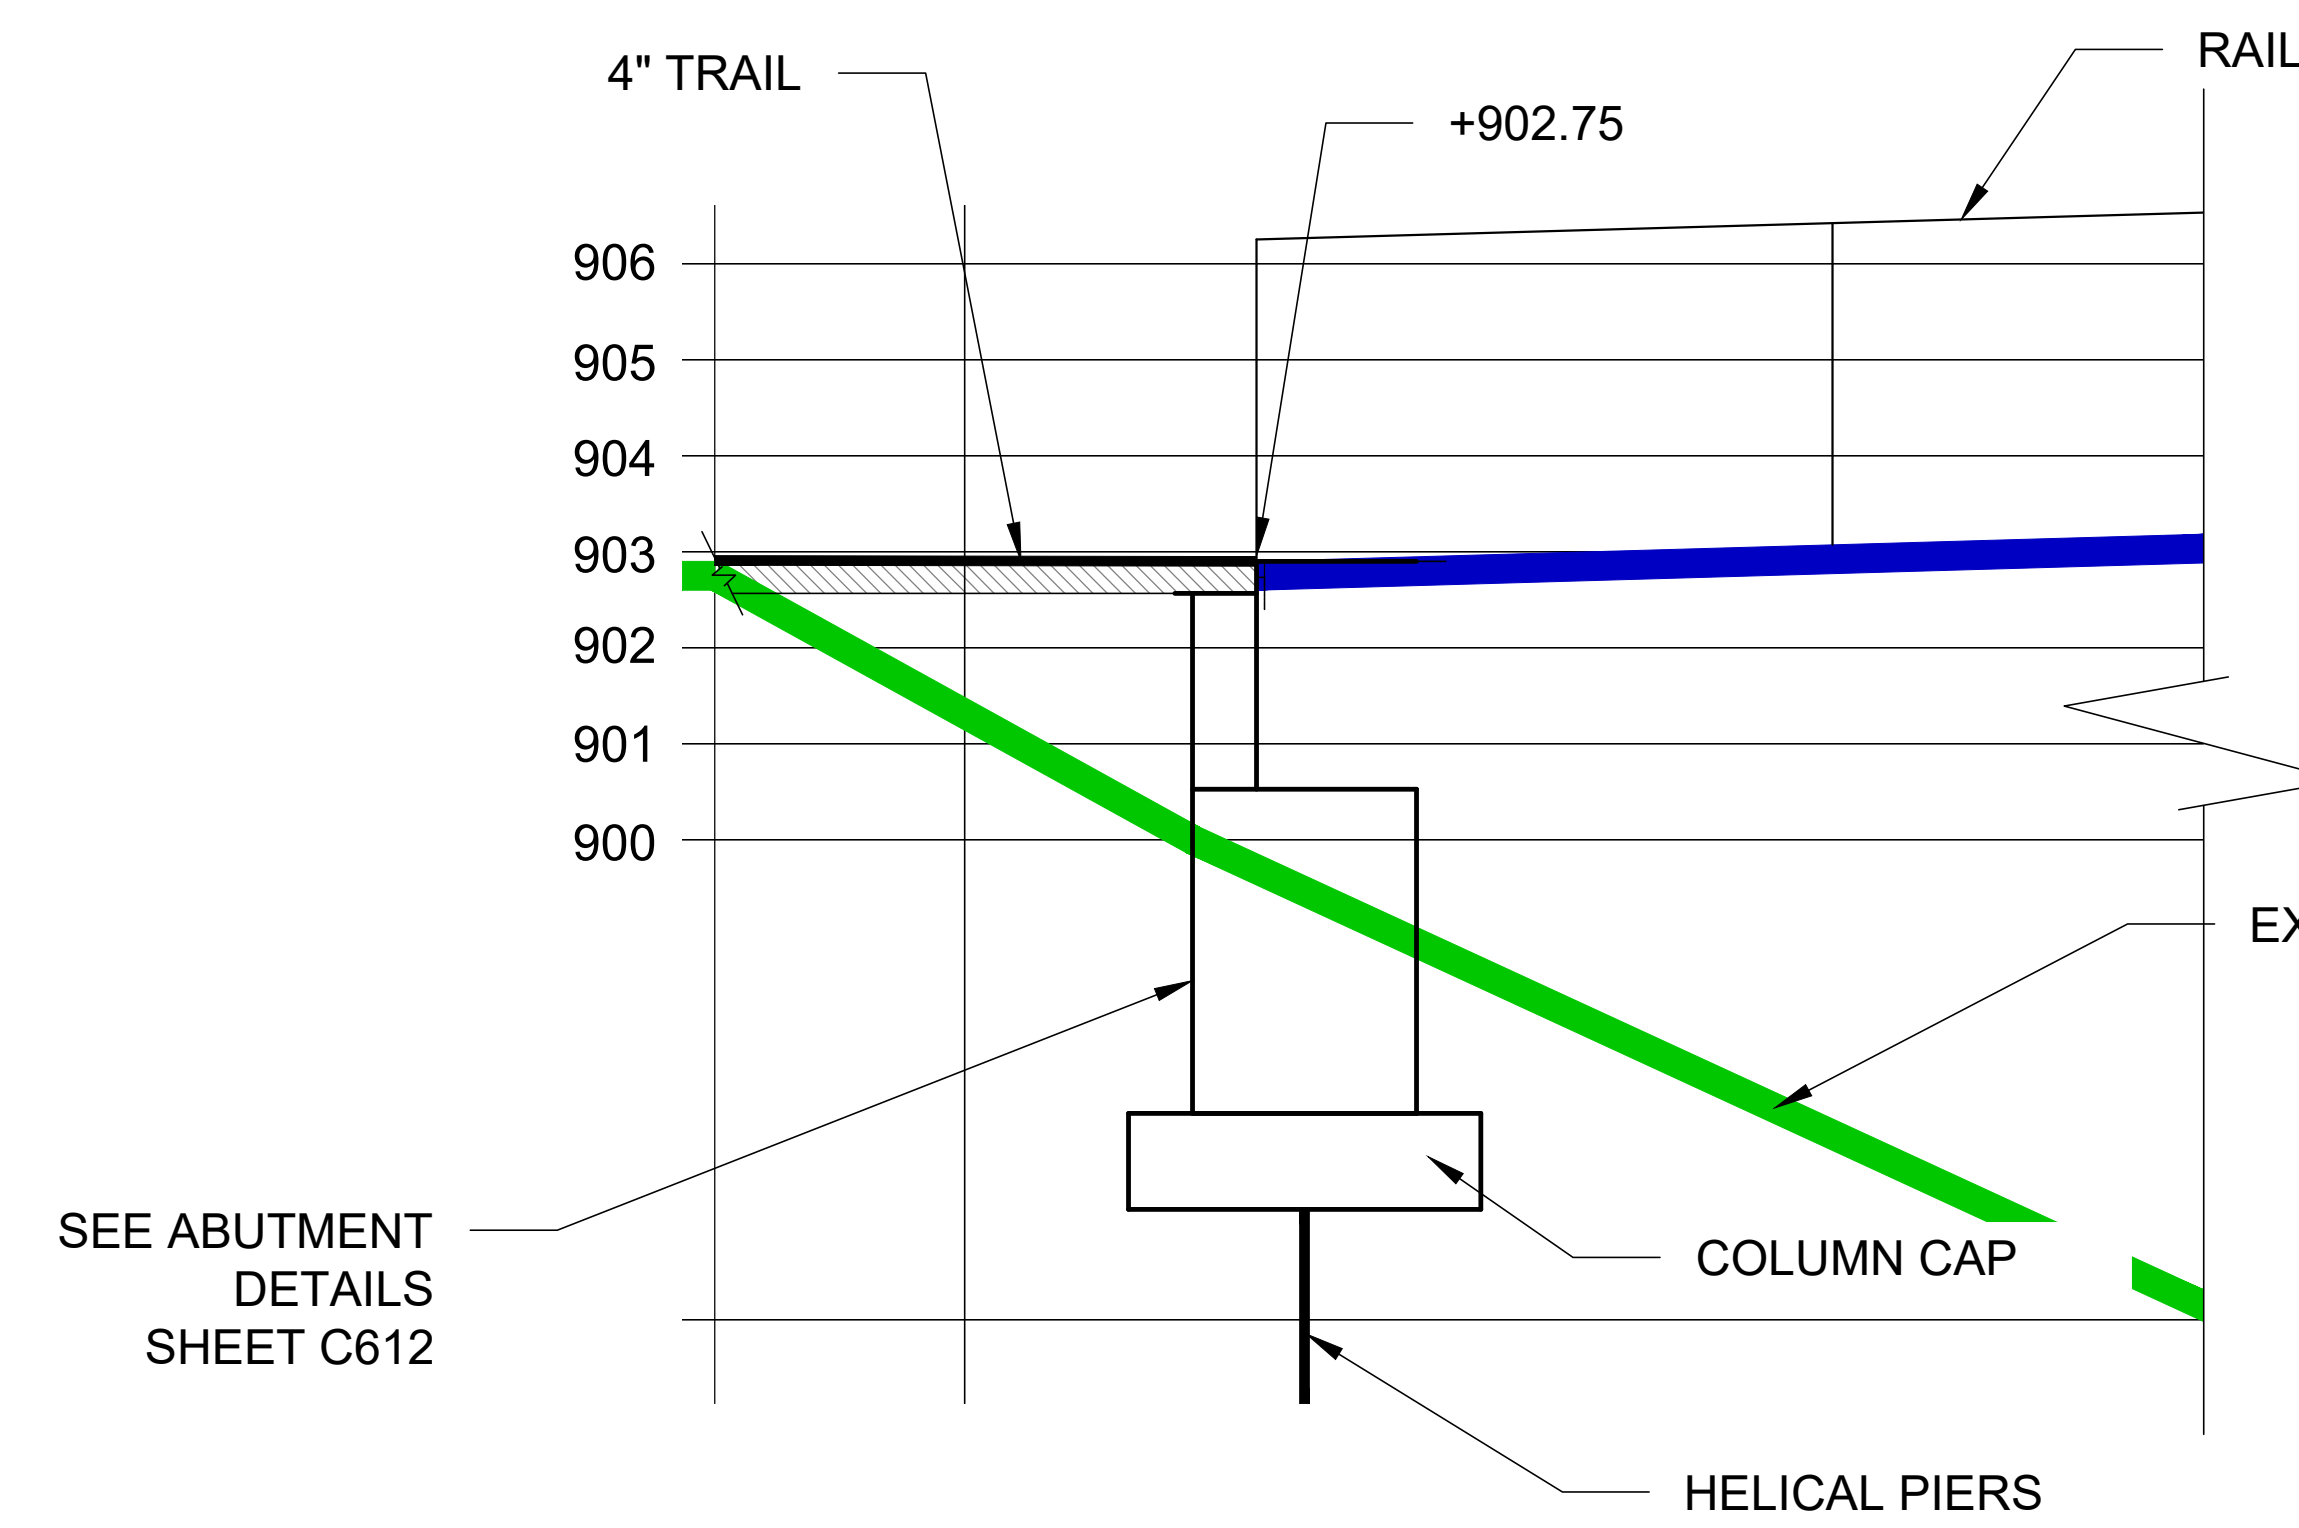 4" TRAIL
RAIL
+902.75
906
905
904
903
902
901
900
EX
SEE ABUTMENT
DETAILS
SHEET C612
COLUMN CAP
HELICAL PIERS